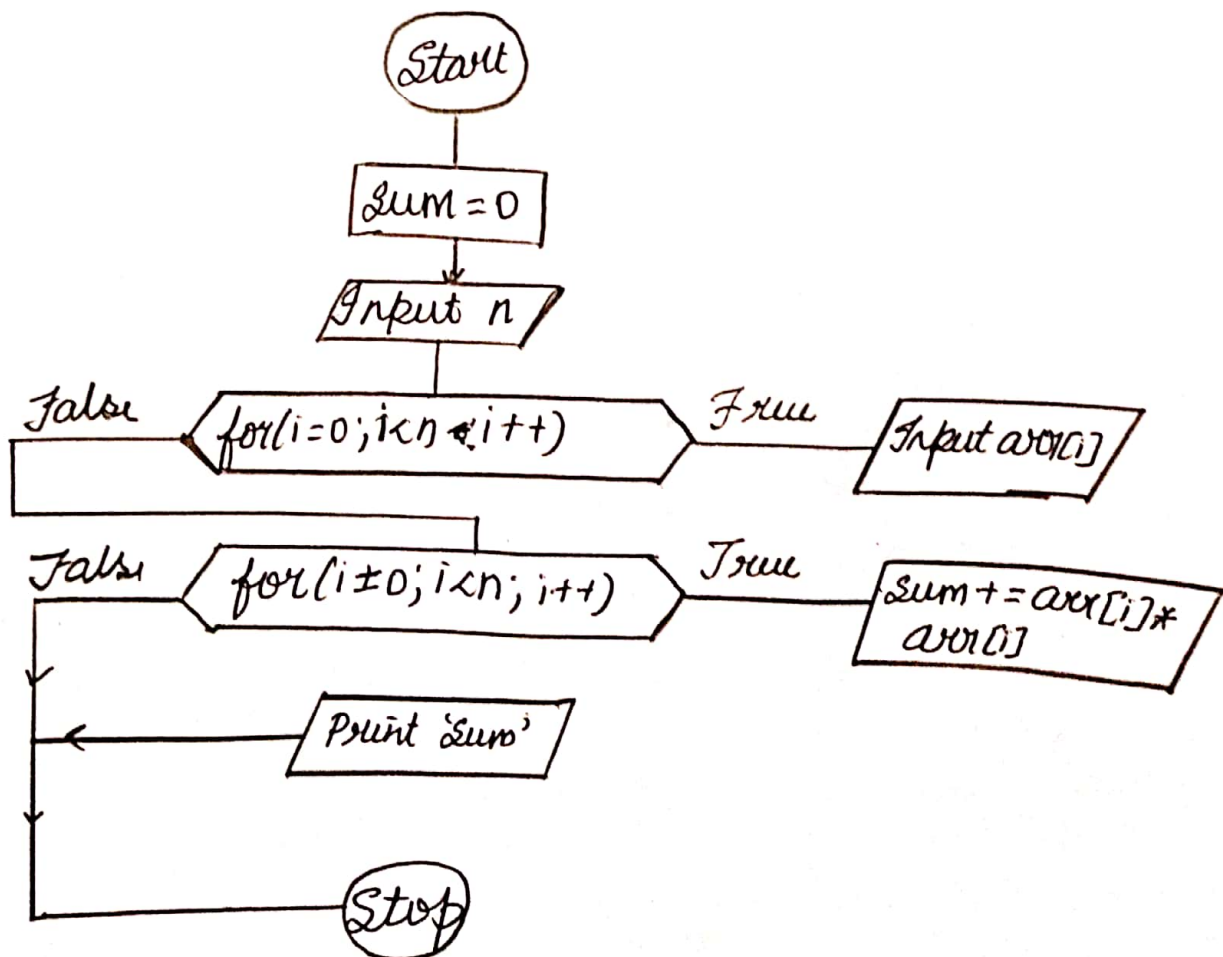 Start
Sum = 0
Input n
False
for(i=0; i<n; i++)
True
Input arr[i]
False
for(i=0; i<n; i++)
True
Sum += arr[i]*
arr[i]
Print 'Sum'
Stop